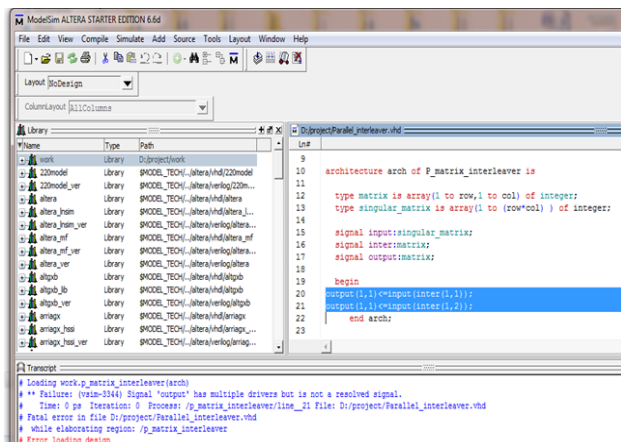 ModelSim ALTERA STARTER EDITION 6.6d
File Edit View Compile Simulate Add Source Tools Layout Window Help
Layout NoDesign
ColumnLayout AllColumns
Library
Name Type Path
work Library D:/project/work
220model Library $MODEL_TECH/../altera/vhdl/220model
220model_ver Library $MODEL_TECH/../altera/verilog/220m...
altera Library $MODEL_TECH/../altera/vhdl/altera
altera_lnsim Library $MODEL_TECH/../altera/vhdl/altera_l...
altera_lnsim_ver Library $MODEL_TECH/../altera/verilog/altera...
altera_mf Library $MODEL_TECH/../altera/vhdl/altera_mf
altera_mf_ver Library $MODEL_TECH/../altera/verilog/altera...
altera_ver Library $MODEL_TECH/../altera/verilog/altera
altgxb Library $MODEL_TECH/../altera/vhdl/altgxb
altgxb_lib Library $MODEL_TECH/../altera/vhdl/altgxb
altgxb_ver Library $MODEL_TECH/../altera/verilog/altgxb
arriagx Library $MODEL_TECH/../altera/vhdl/arriagx
arriagx_hssi Library $MODEL_TECH/../altera/vhdl/arriagx_...
arriagx_hssi_ver Library $MODEL_TECH/../altera/verilog/arriag...
D:/project/Parallel_interleaver.vhd
Ln#
9
10 architecture arch of P_matrix_interleaver is
11
12 type matrix is array(1 to row,1 to col) of integer;
13 type singular_matrix is array(1 to (row*col) ) of integer;
14
15 signal input:singular_matrix;
16 signal inter:matrix;
17 signal output:matrix;
18
19 begin
20 output(1,1)<=input(inter(1,1));
21 output(1,1)<=input(inter(1,2));
22 end arch;
23
Transcript
# Loading work.p_matrix_interleaver(arch)
# ** Failure: (vsim-3344) Signal "output" has multiple drivers but is not a resolved signal.
# Time: 0 ps Iteration: 0 Process: /p_matrix_interleaver/line__21 File: D:/project/Parallel_interleaver.vhd
# Fatal error in file D:/project/Parallel_interleaver.vhd
# while elaborating region: /p_matrix_interleaver
# Error loading design